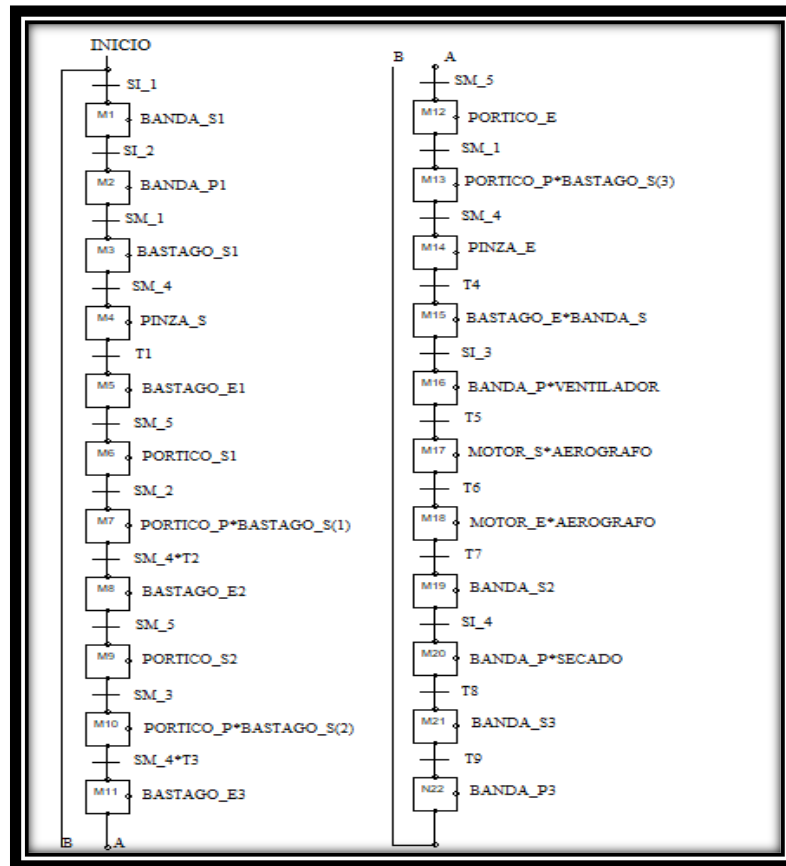 INICIO
SI_1
M1 BANDA_S1
SI_2
M2 BANDA_P1
SM_1
M3 BASTAGO_S1
SM_4
M4 PINZA_S
T1
M5 BASTAGO_E1
SM_5
M6 PORTICO_S1
SM_2
M7 PORTICO_P*BASTAGO_S(1)
SM_4*T2
M8 BASTAGO_E2
SM_5
M9 PORTICO_S2
SM_3
M10 PORTICO_P*BASTAGO_S(2)
SM_4*T3
M11 BASTAGO_E3
B A
B A
SM_5
M12 PORTICO_E
SM_1
M13 PORTICO_P*BASTAGO_S(3)
SM_4
M14 PINZA_E
T4
M15 BASTAGO_E*BANDA_S
SI_3
M16 BANDA_P*VENTILADOR
T5
M17 MOTOR_S*AEROGRAFO
T6
M18 MOTOR_E*AEROGRAFO
T7
M19 BANDA_S2
SI_4
M20 BANDA_P*SECADO
T8
M21 BANDA_S3
T9
N22 BANDA_P3